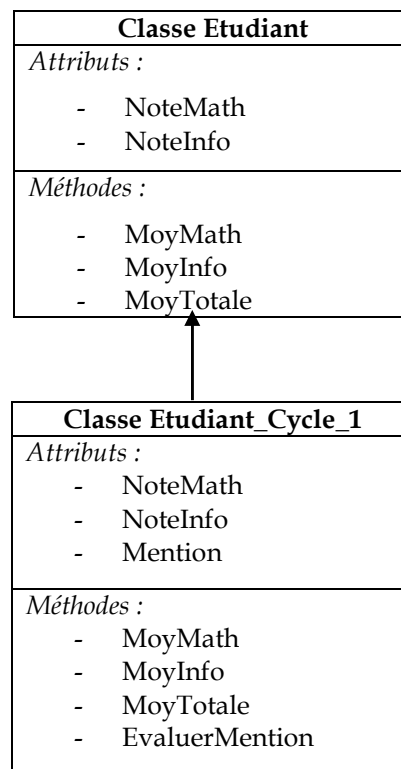 Classe Etudiant
Attributs :
- NoteMath
- NoteInfo
Méthodes :
- MoyMath
- MoyInfo
- MoyTotale
Classe Etudiant_Cycle_1
Attributs :
- NoteMath
- NoteInfo
- Mention
Méthodes :
- MoyMath
- MoyInfo
- MoyTotale
- EvaluerMention